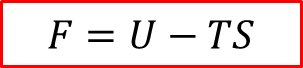 F = U − TS